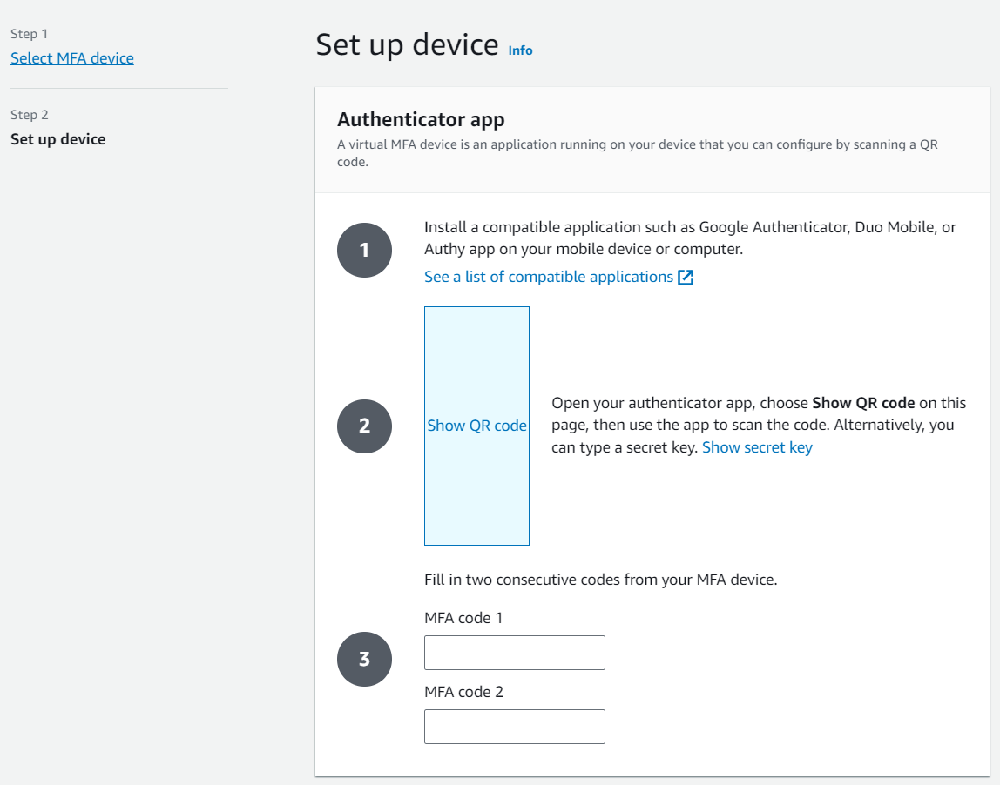 Step 1
Select MFA device
Step 2
Set up device
Set up device Info
Authenticator app
A virtual MFA device is an application running on your device that you can configure by scanning a QR
code.
1
Install a compatible application such as Google Authenticator, Duo Mobile, or
Authy app on your mobile device or computer.
See a list of compatible applications
2
Show QR code
Open your authenticator app, choose Show QR code on this
page, then use the app to scan the code. Alternatively, you
can type a secret key. Show secret key
3
Fill in two consecutive codes from your MFA device.
MFA code 1
MFA code 2